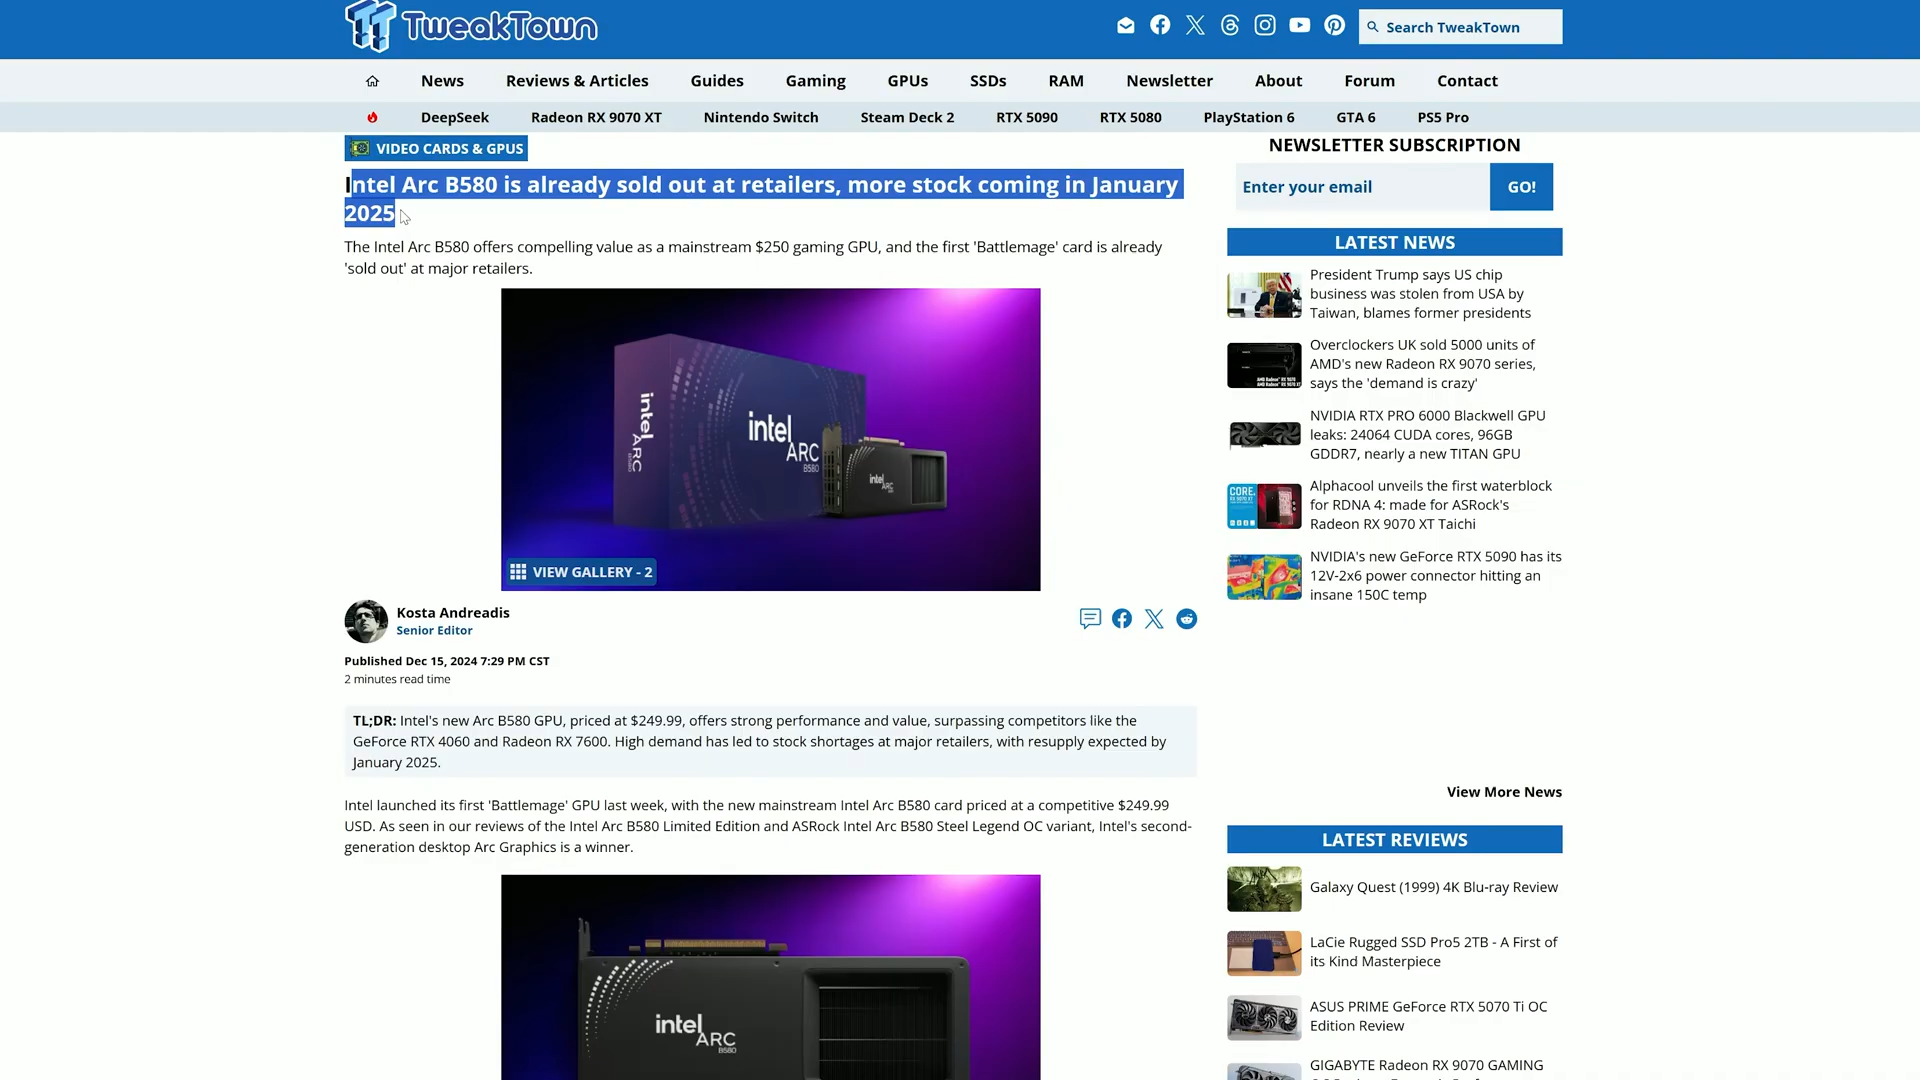 TweakTown
Search TweakTown
News Reviews & Articles Guides Gaming GPUs SSDs RAM Newsletter About Forum Contact
DeepSeek Radeon RX 9070 XT Nintendo Switch Steam Deck 2 RTX 5090 RTX 5080 PlayStation 6 GTA 6 PS5 Pro
VIDEO CARDS & GPUS
Intel Arc B580 is already sold out at retailers, more stock coming in January
2025
The Intel Arc B580 offers compelling value as a mainstream $250 gaming GPU, and the first 'Battlemage' card is already
'sold out' at major retailers.
intel
ARC
B580
intel
ARC
B580
intel
ARC
VIEW GALLERY - 2
Kosta Andreadis
Senior Editor
Published Dec 15, 2024 7:29 PM CST
2 minutes read time
TL;DR: Intel's new Arc B580 GPU, priced at $249.99, offers strong performance and value, surpassing competitors like the
GeForce RTX 4060 and Radeon RX 7600. High demand has led to stock shortages at major retailers, with resupply expected by
January 2025.
Intel launched its first 'Battlemage' GPU last week, with the new mainstream Intel Arc B580 card priced at a competitive $249.99
USD. As seen in our reviews of the Intel Arc B580 Limited Edition and ASRock Intel Arc B580 Steel Legend OC variant, Intel's second-
generation desktop Arc Graphics is a winner.
intel
ARC
B580
NEWSLETTER SUBSCRIPTION
Enter your email GO!
LATEST NEWS
President Trump says US chip
business was stolen from USA by
Taiwan, blames former presidents
Overclockers UK sold 5000 units of
AMD's new Radeon RX 9070 series,
says the 'demand is crazy'
NVIDIA RTX PRO 6000 Blackwell GPU
leaks: 24064 CUDA cores, 96GB
GDDR7, nearly a new TITAN GPU
CORE.
Alphacool unveils the first waterblock
for RDNA 4: made for ASRock's
Radeon RX 9070 XT Taichi
NVIDIA's new GeForce RTX 5090 has its
12V-2x6 power connector hitting an
insane 150C temp
View More News
LATEST REVIEWS
Galaxy Quest (1999) 4K Blu-ray Review
LaCie Rugged SSD Pro5 2TB - A First of
its Kind Masterpiece
ASUS PRIME GeForce RTX 5070 Ti OC
Edition Review
GIGABYTE Radeon RX 9070 GAMING